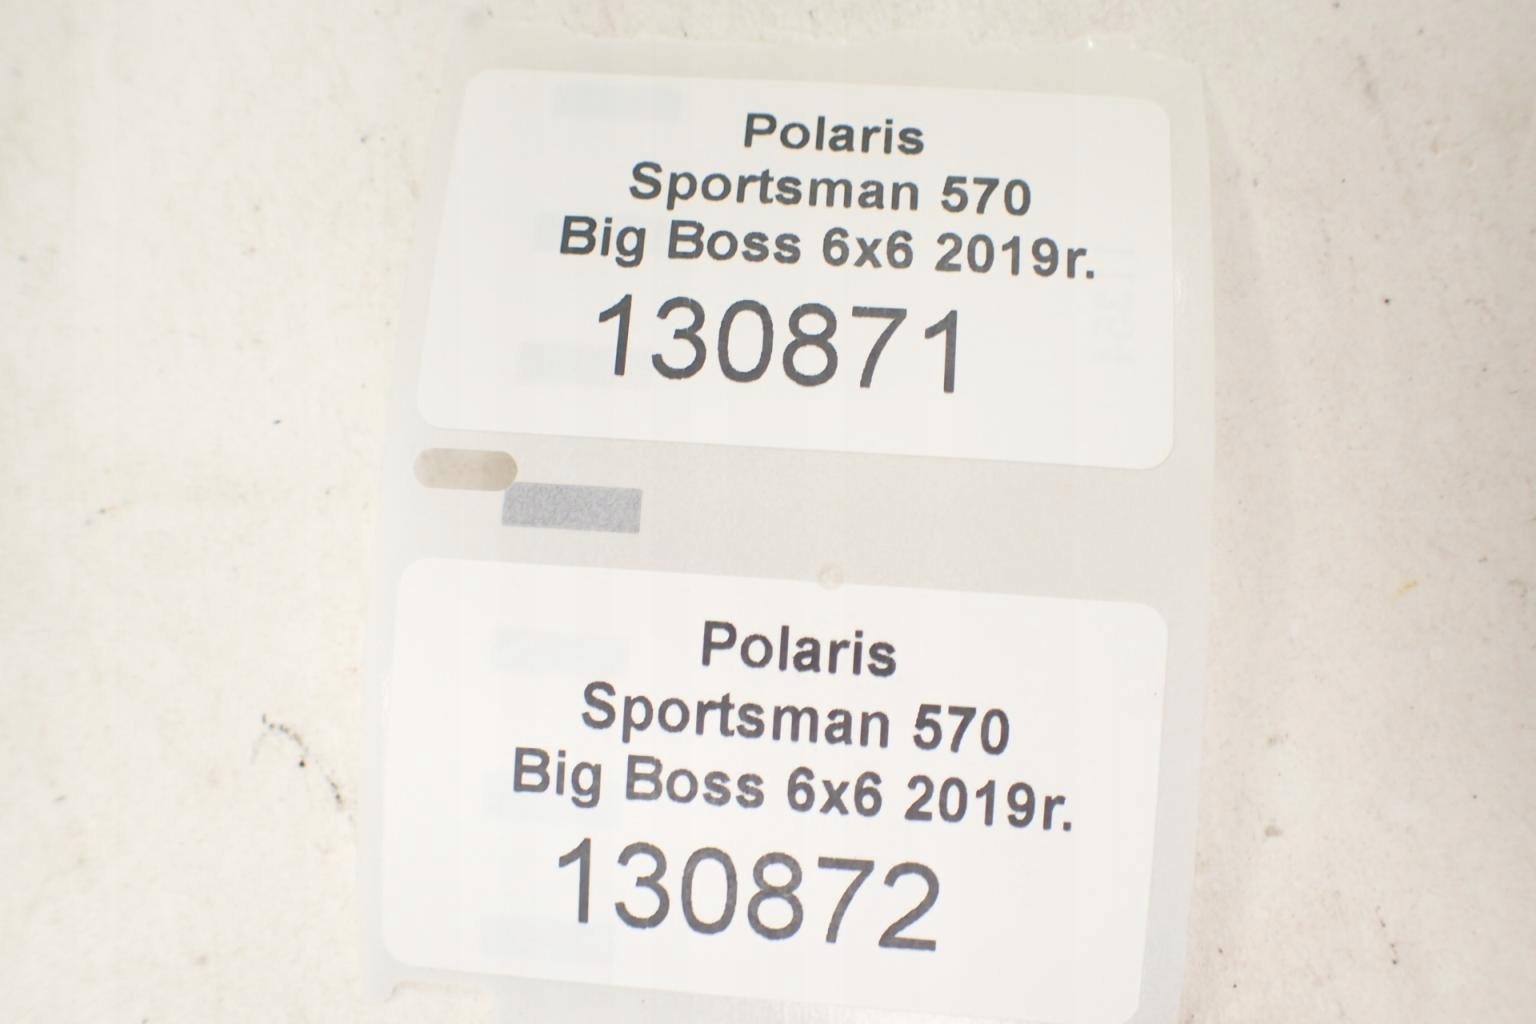 Polaris
Sportsman 570
Big Boss 6x6 2019r.
130871
Polaris
Sportsman 570
Big Boss 6x6 2019r.
130872